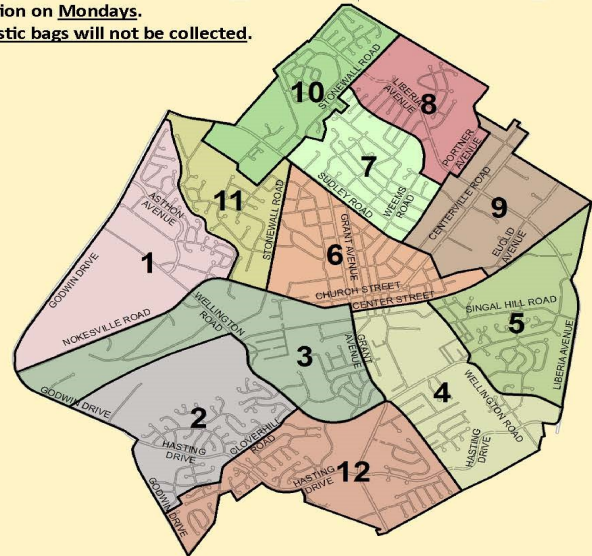 ion on Mondays.
stic bags will not be collected.
10
STONEWALL ROAD
LIBERIA
AVENUE
8
PORTNER
AVENUE
7
SUDLEY ROAD
WEEMS
ROAD
CENTERVILLE ROAD
9
EUCLID
AVENUE
ASTHON
AVENUE
11
STONEWALL ROAD
6
GRANT AVENUE
1
GODWIN DRIVE
CHURCH STREET
CENTER STREET
SINGAL HILL ROAD
5
LIBERIA AVENUE
NOKESVILLE ROAD
WELLINGTON
ROAD
3
GRANT
AVENUE
4
WELLINGTON ROAD
GODWIN DRIVE
2
HASTING
DRIVE
CLOVERHILL
ROAD
HASTING
DRIVE
12
HASTING
DRIVE
GODWIN DRIVE